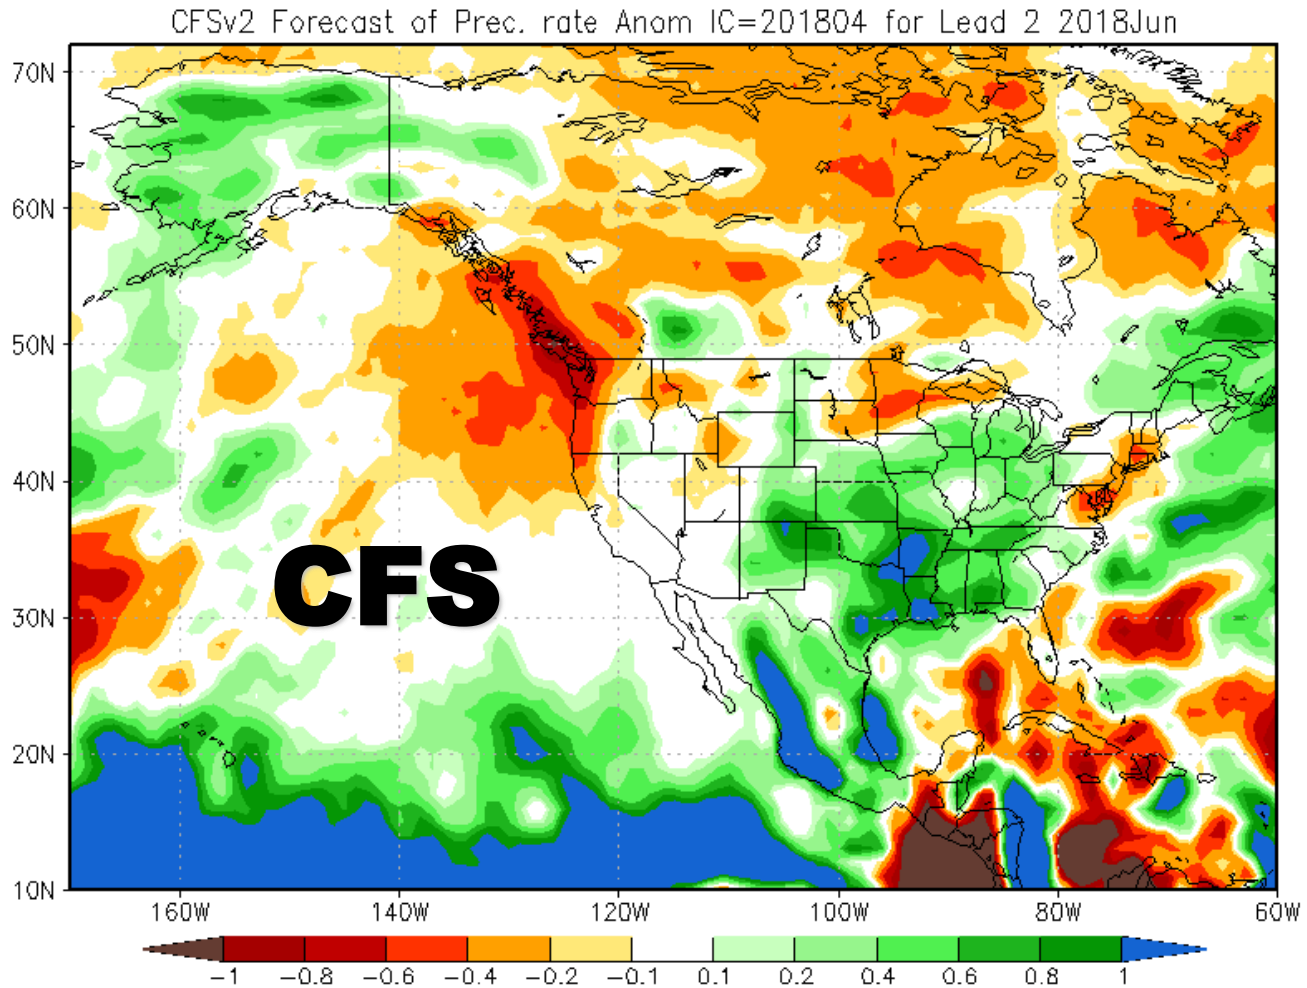 CFSv2 Forecast of Prec. rate Anom IC=201804 for Lead 2 2018Jun
70N
60N
50N
40N
CFS
30N
20N
10N
160W 140W 120W 100W 80W 60W
-1 -0.8 -0.6 -0.4 -0.2 -0.1 0.1 0.2 0.4 0.6 0.8 1